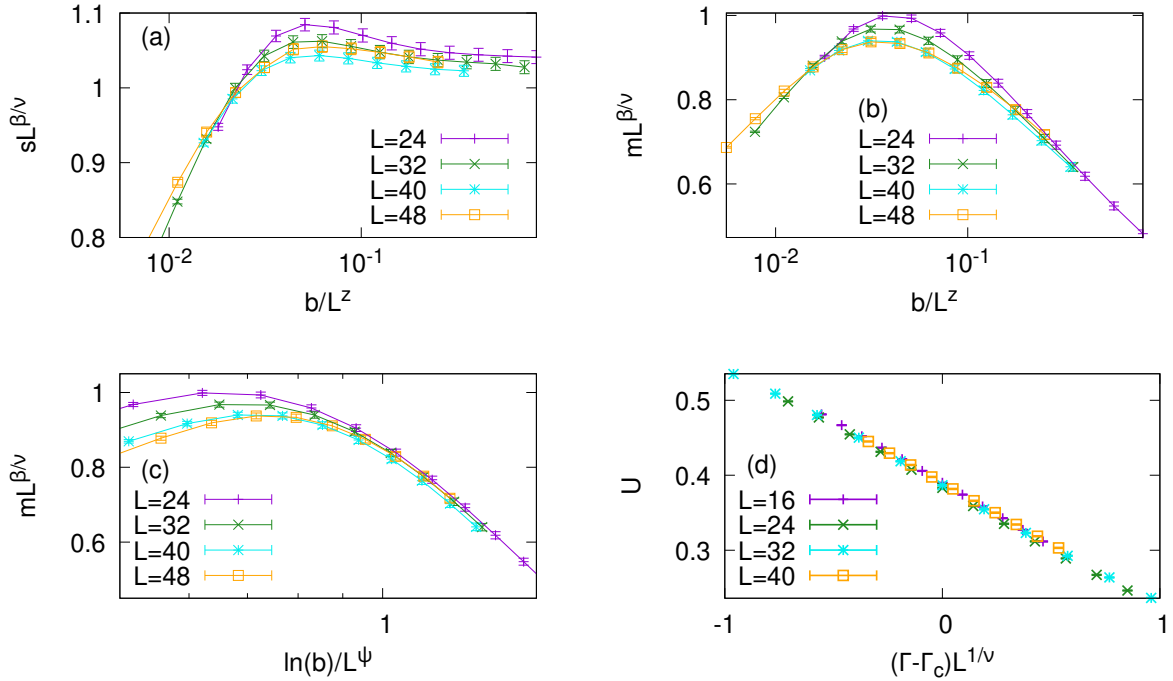 (a)
sL^{β/ν}
1.1
1
0.9
0.8
L=24
L=32
L=40
L=48
10^{-2}
10^{-1}
b/L^{z}
(b)
mL^{β/ν}
1
0.8
0.6
L=24
L=32
L=40
L=48
10^{-2}
10^{-1}
b/L^{z}
(c)
mL^{β/ν}
1
0.8
0.6
L=24
L=32
L=40
L=48
1
ln(b)/L^{ψ}
(d)
U
0.5
0.4
0.3
L=16
L=24
L=32
L=40
-1
0
1
(Γ-Γ_{c})L^{1/ν}